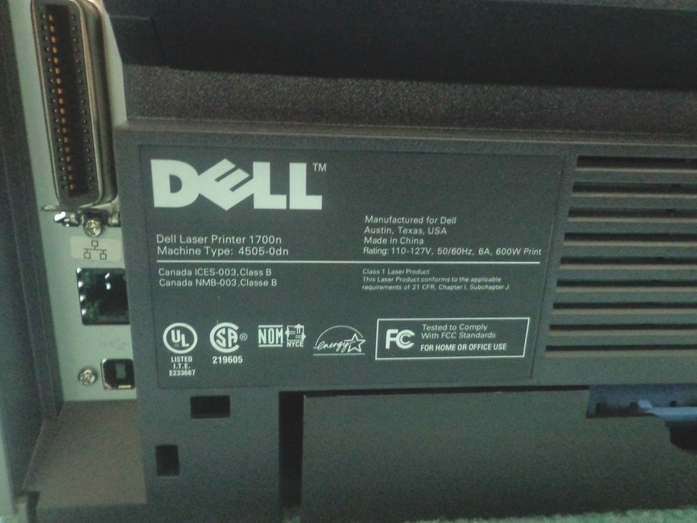 DELL™
Dell Laser Printer 1700n
Machine Type: 4505-0dn
Manufactured for Dell
Austin, Texas, USA
Made in China
Rating: 110-127V, 50/60Hz, 6A, 600W Print
Canada ICES-003,Class B
Canada NMB-003,Classe B
Class 1 Laser Product
This Laser Product conforms to the applicable
requirements of 21 CFR, Chapter I, Subchapter J.
UL
LISTED
I.T.E.
E233667
SA ®
219605
NOM
NYCE
energy
FC
Tested to Comply
With FCC Standards
FOR HOME OR OFFICE USE